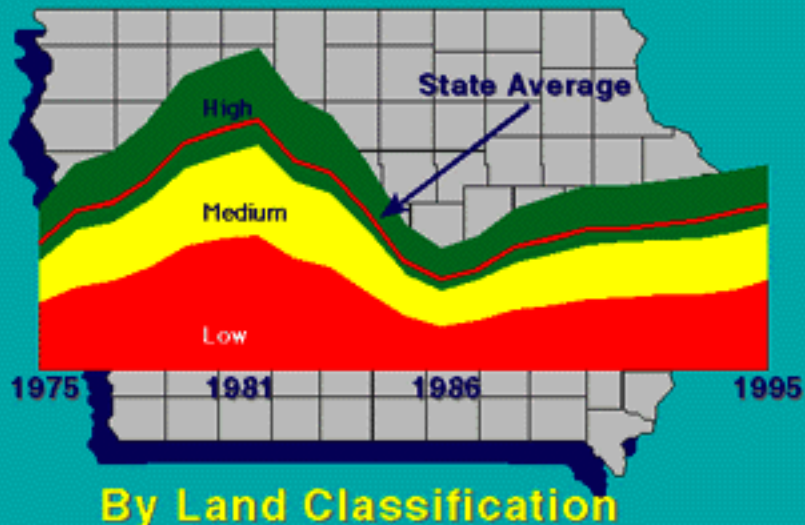 State Average
High
Medium
Low
1975 1981 1986 1995
By Land Classification